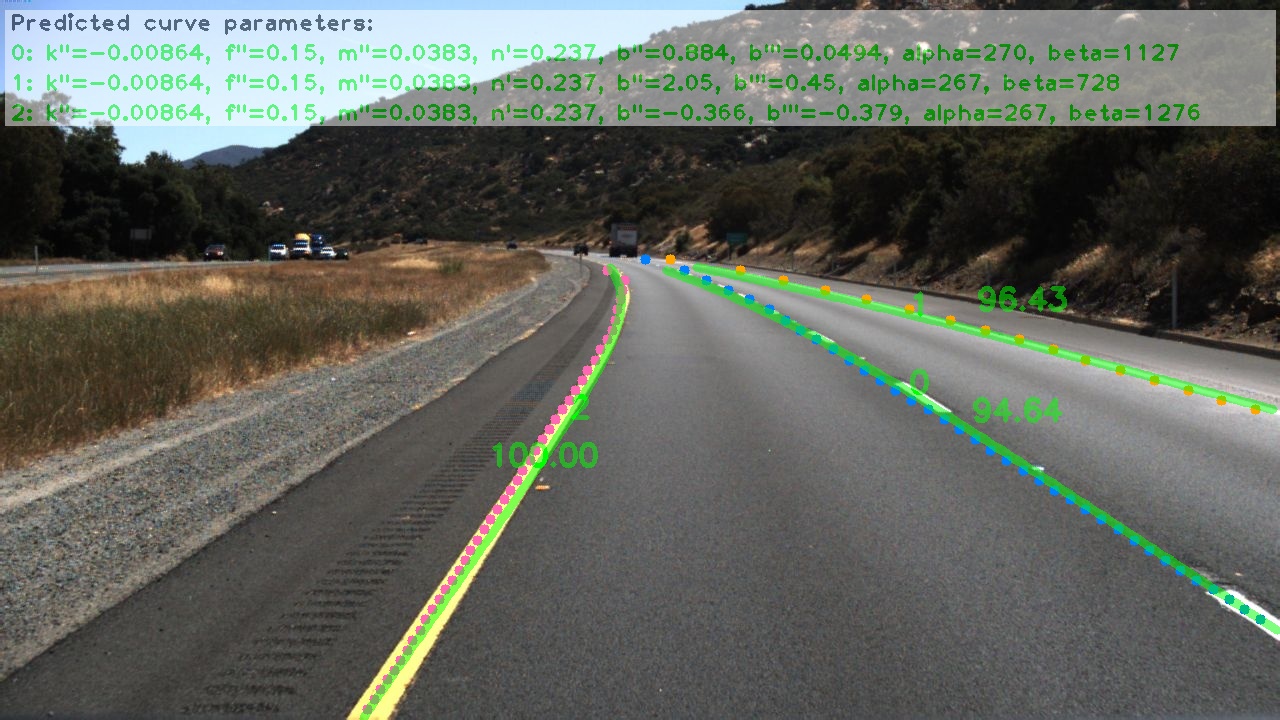 Predicted curve parameters:
0: k''=-0.00864, f''=0.15, m''=0.0383, n'=0.237, b''=0.884, b'''=0.0494, alpha=270, beta=1127
1: k''=-0.00864, f''=0.15, m''=0.0383, n'=0.237, b''=2.05, b'''=0.45, alpha=267, beta=728
2: k''=-0.00864, f''=0.15, m''=0.0383, n'=0.237, b''=-0.366, b'''=-0.379, alpha=267, beta=1276
1 96.43
0
94.64
2
100.00